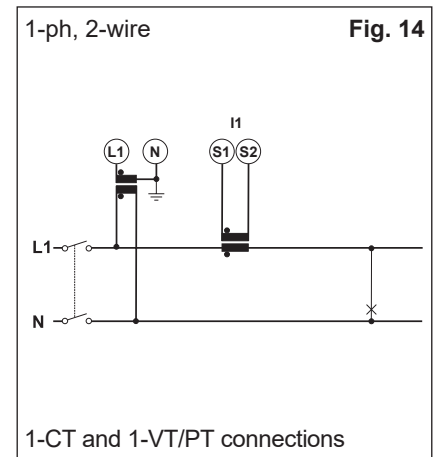 1-ph, 2-wire Fig. 14
I1
L1 N S1 S2
L1
N
1-CT and 1-VT/PT connections